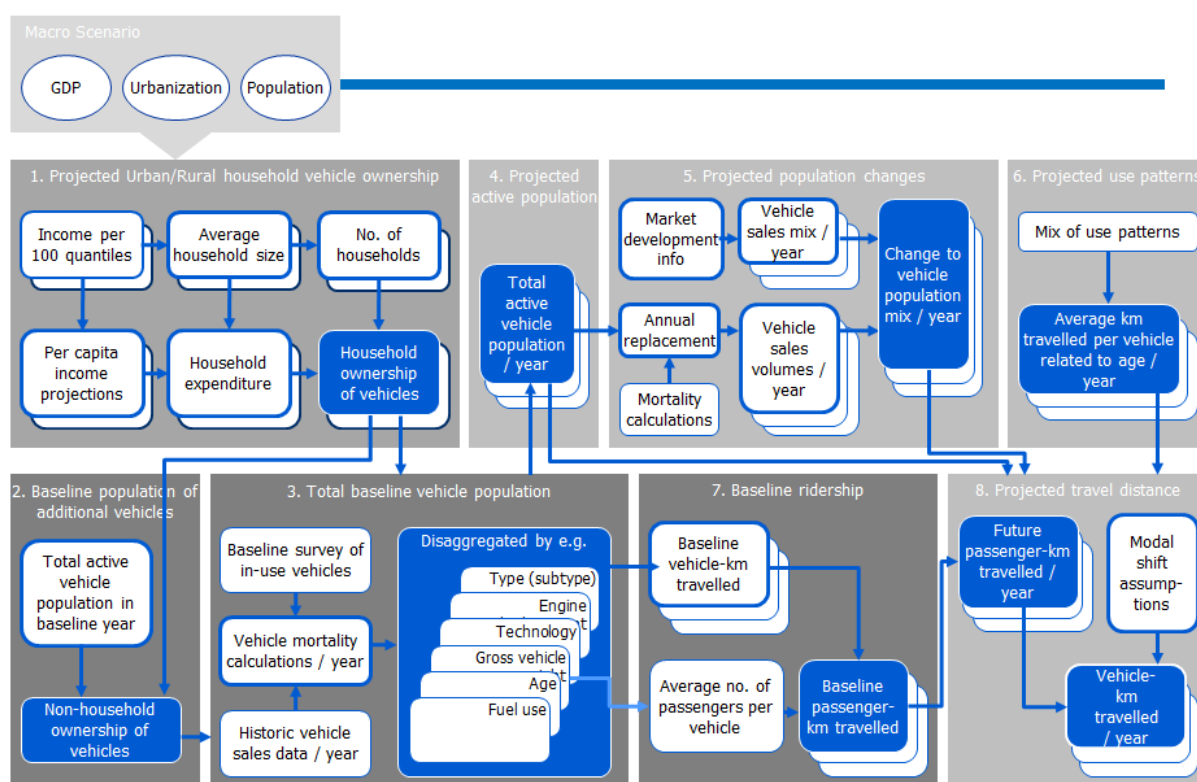 Macro Scenario
GDP
Urbanization
Population
1. Projected Urban/Rural household vehicle ownership
Income per
100 quantiles
Average
household size
No. of
households
Per capita
income
projections
Household
expenditure
Household
ownership
of vehicles
4. Projected
active population
Total
active
vehicle
population
/ year
5. Projected population changes
Market
development
info
Vehicle
sales mix /
year
Annual
replacement
Vehicle
sales
volumes /
year
Mortality
calculations
Change to
vehicle
population
mix / year
6. Projected use patterns
Mix of use patterns
Average km
travelled per vehicle
related to age /
year
2. Baseline population of
additional vehicles
Total active
vehicle
population in
baseline year
Non-household
ownership of
vehicles
3. Total baseline vehicle population
Baseline survey of
in-use vehicles
Vehicle mortality
calculations / year
Historic vehicle
sales data / year
Disaggregated by e.g.
Type (subtype)
Engine
Technology
Gross vehicle
Age
Fuel use
7. Baseline ridership
Baseline
vehicle-km
travelled
Average no. of
passengers per
vehicle
Baseline
passenger-
km travelled
8. Projected travel distance
Future
passenger-km
travelled /
year
Modal
shift
assump-
tions
Vehicle-
km
travelled
/ year